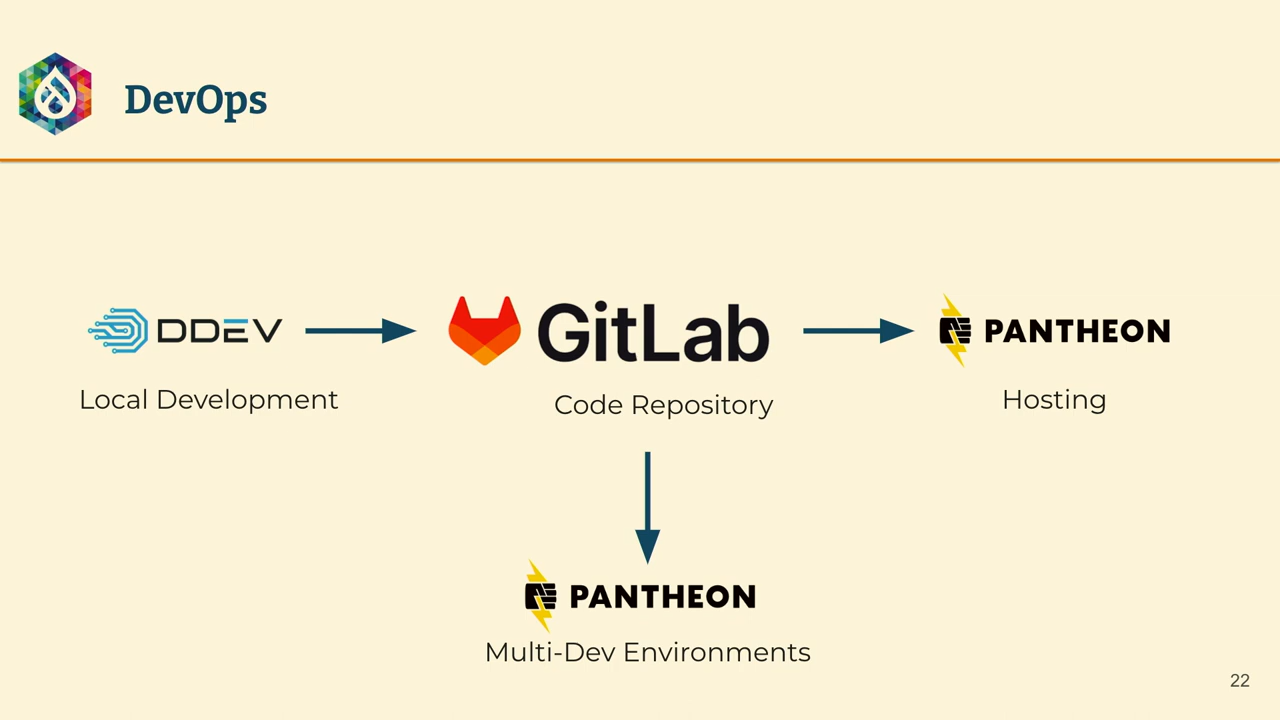 DevOps
DDEV
GitLab
PANTHEON
Local Development
Code Repository
Hosting
PANTHEON
Multi-Dev Environments
22